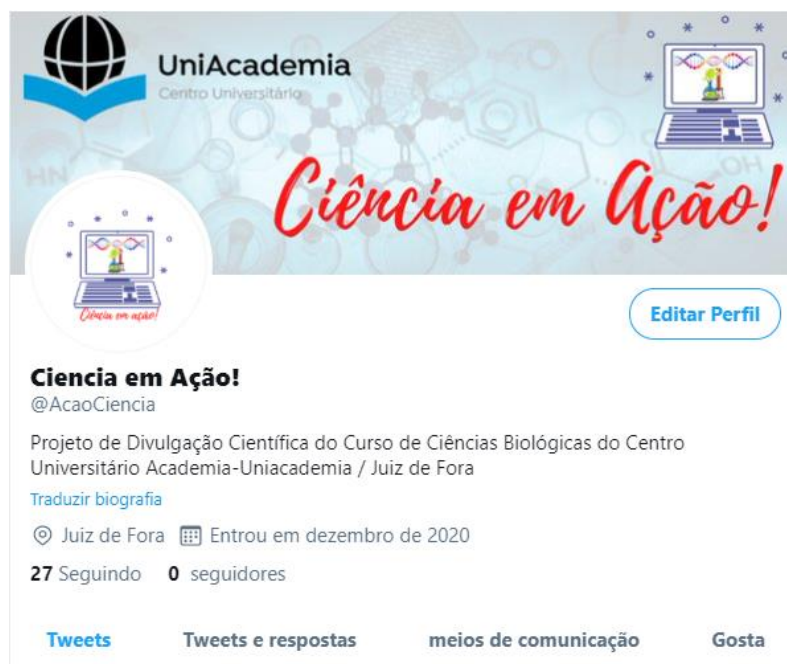 UniAcademia
Centro Universitário
HN
OH
Ciência em Ação!
Ciência em ação!
Editar Perfil
Ciencia em Ação!
@AcaoCiencia
Projeto de Divulgação Científica do Curso de Ciências Biológicas do Centro
Universitário Academia-Uniacademia / Juiz de Fora
Traduzir biografia
Juiz de Fora Entrou em dezembro de 2020
27 Seguindo 0 seguidores
Tweets Tweets e respostas meios de comunicação Gosta